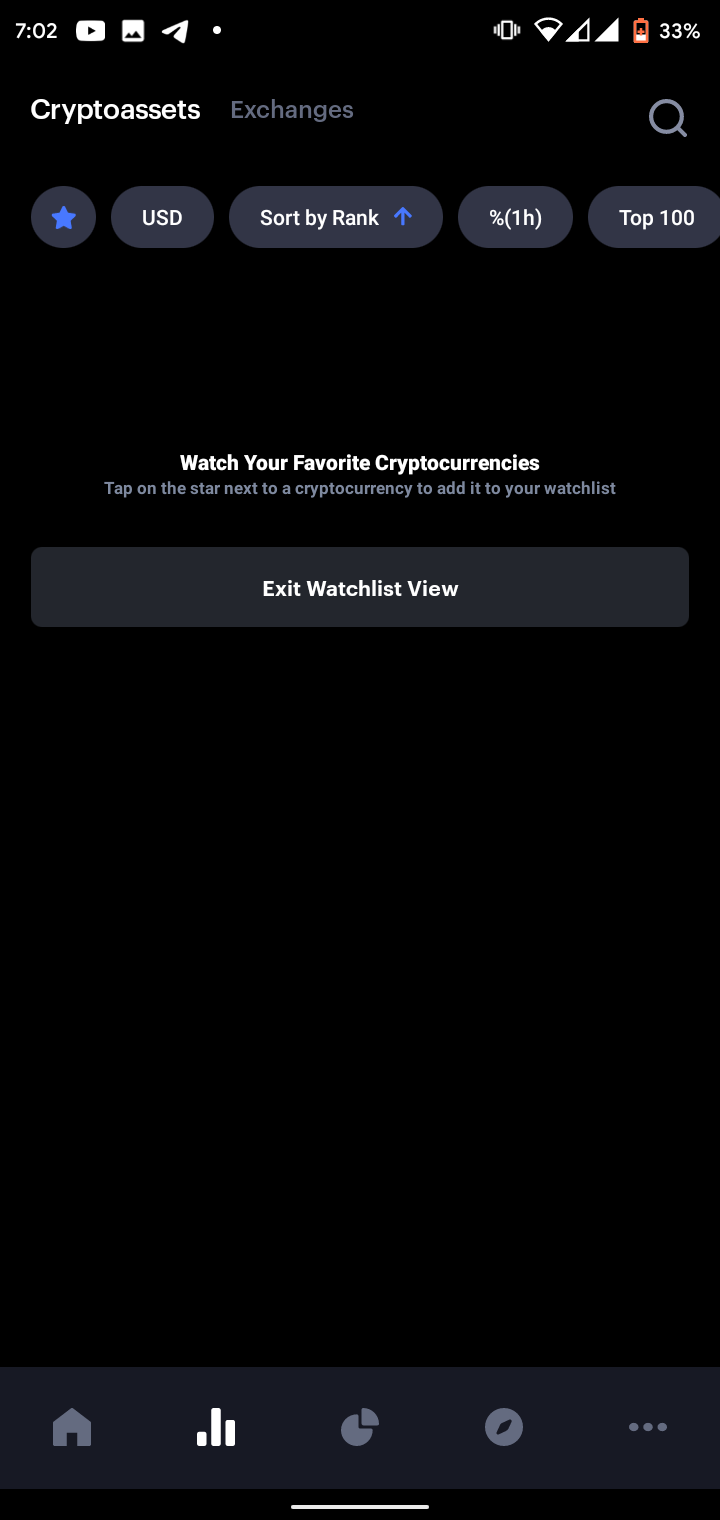 7:02
33%
Cryptoassets Exchanges
USD Sort by Rank %(1h) Top 100
Watch Your Favorite Cryptocurrencies
Tap on the star next to a cryptocurrency to add it to your watchlist
Exit Watchlist View